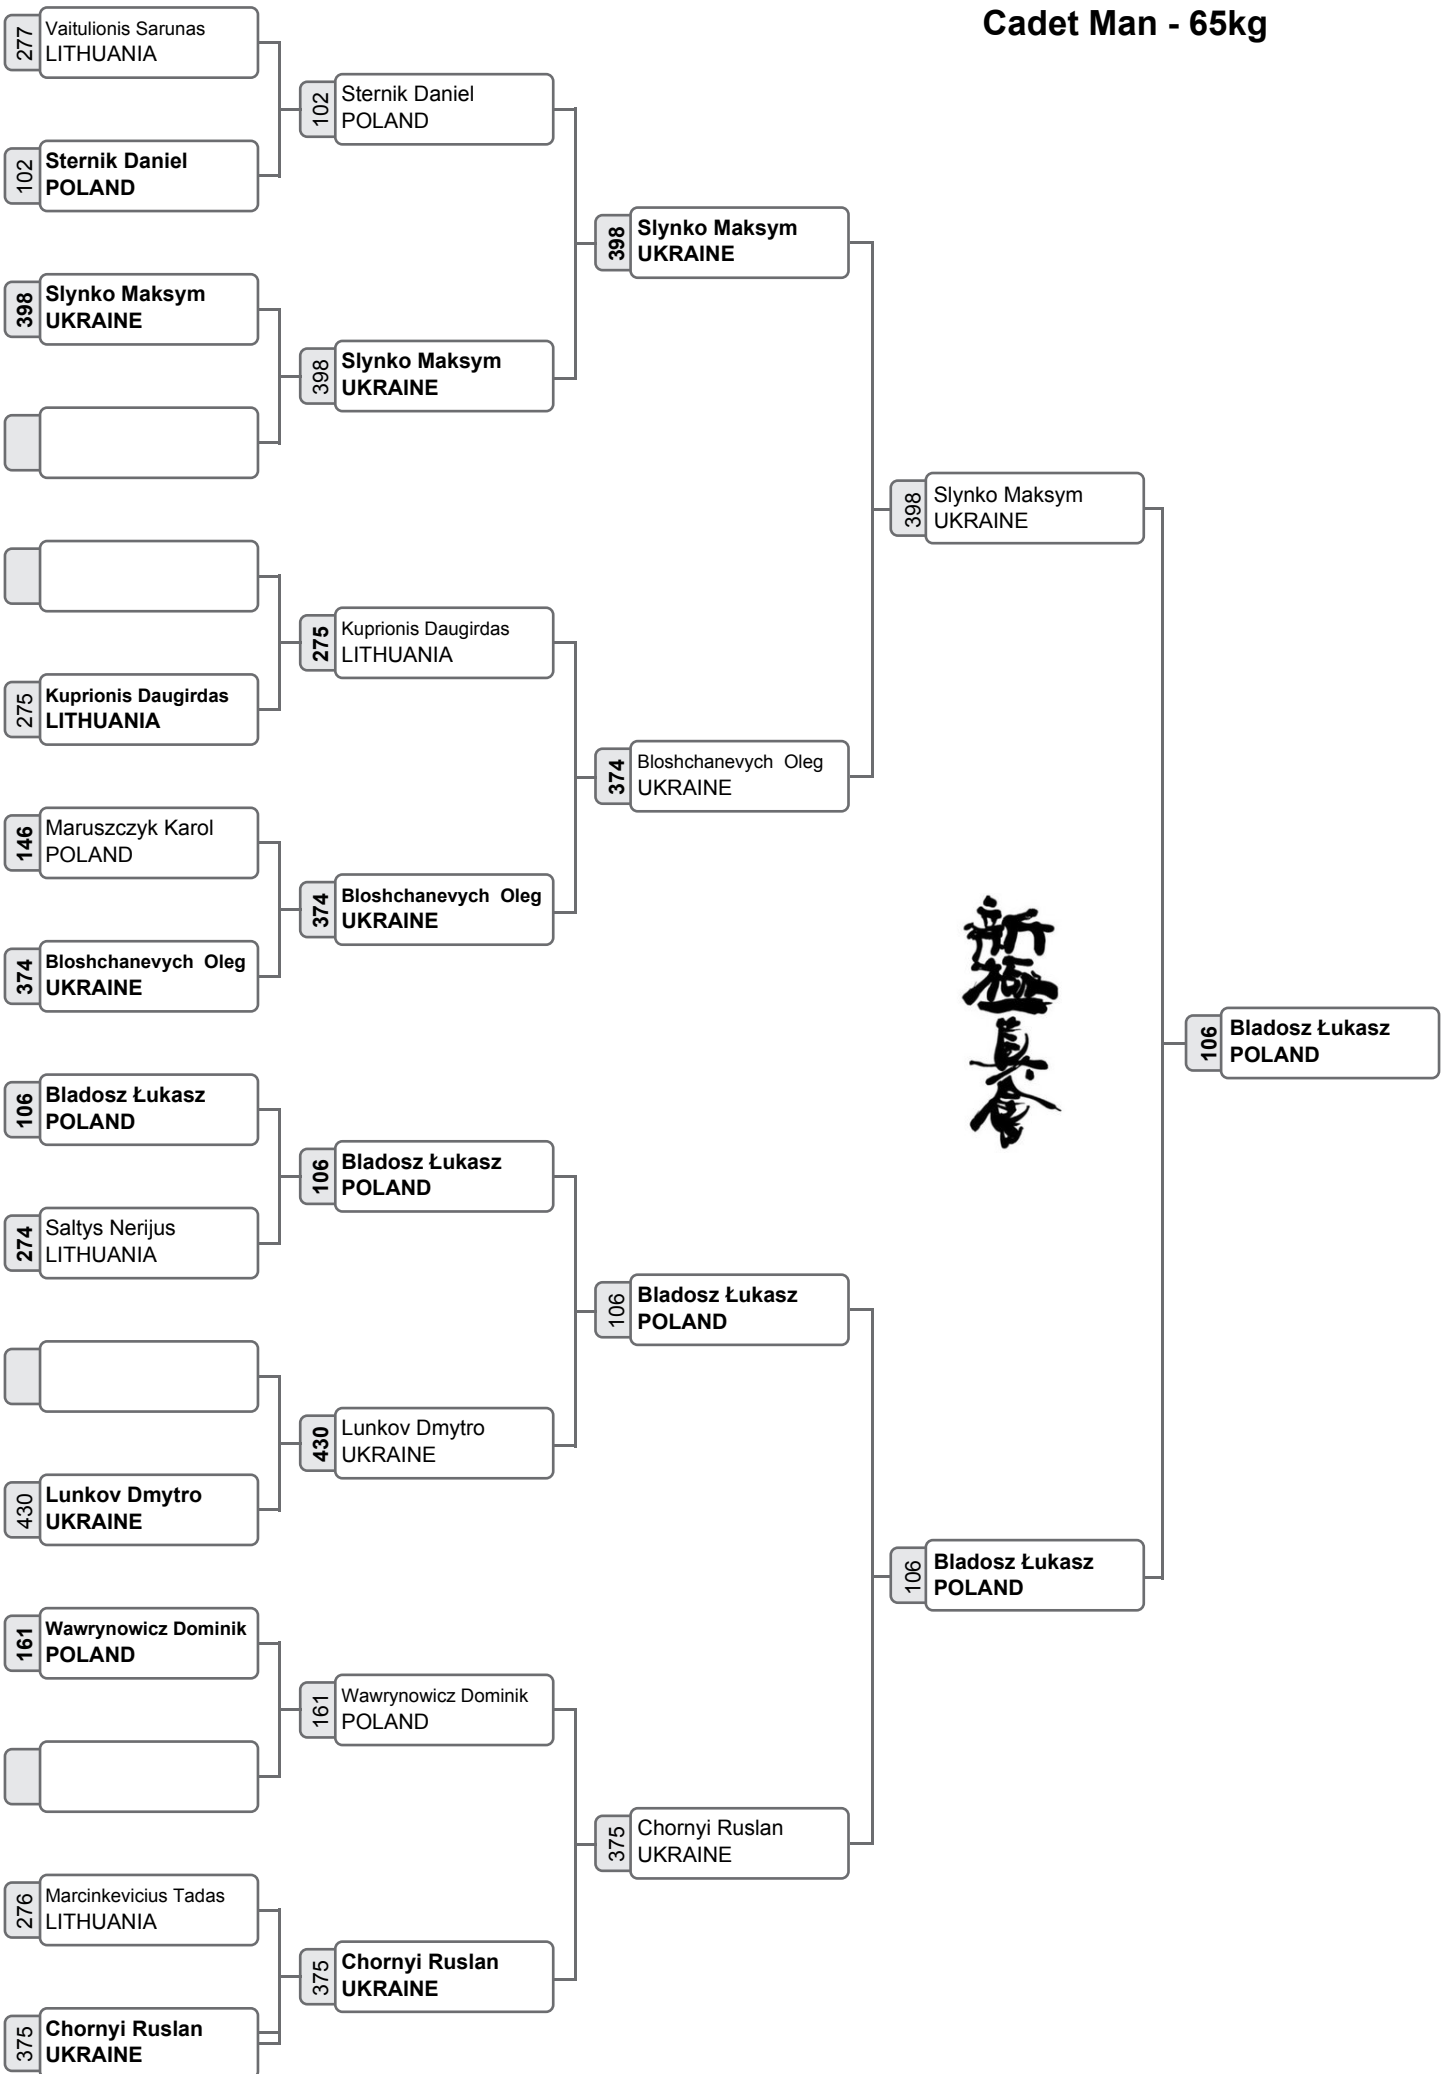 Cadet Man - 65kg
277
Vaitulionis Sarunas
LITHUANIA
102
Sternik Daniel
POLAND
398
Slynko Maksym
UKRAINE
275
Kuprionis Daugirdas
LITHUANIA
146
Maruszczyk Karol
POLAND
374
Bloshchanevych Oleg
UKRAINE
106
Bladosz Łukasz
POLAND
274
Saltys Nerijus
LITHUANIA
430
Lunkov Dmytro
UKRAINE
161
Wawrynowicz Dominik
POLAND
276
Marcinkevicius Tadas
LITHUANIA
375
Chornyi Ruslan
UKRAINE
102
Sternik Daniel
POLAND
398
Slynko Maksym
UKRAINE
275
Kuprionis Daugirdas
LITHUANIA
374
Bloshchanevych Oleg
UKRAINE
106
Bladosz Łukasz
POLAND
430
Lunkov Dmytro
UKRAINE
161
Wawrynowicz Dominik
POLAND
375
Chornyi Ruslan
UKRAINE
398
Slynko Maksym
UKRAINE
374
Bloshchanevych Oleg
UKRAINE
106
Bladosz Łukasz
POLAND
375
Chornyi Ruslan
UKRAINE
398
Slynko Maksym
UKRAINE
106
Bladosz Łukasz
POLAND
新極真會
106
Bladosz Łukasz
POLAND